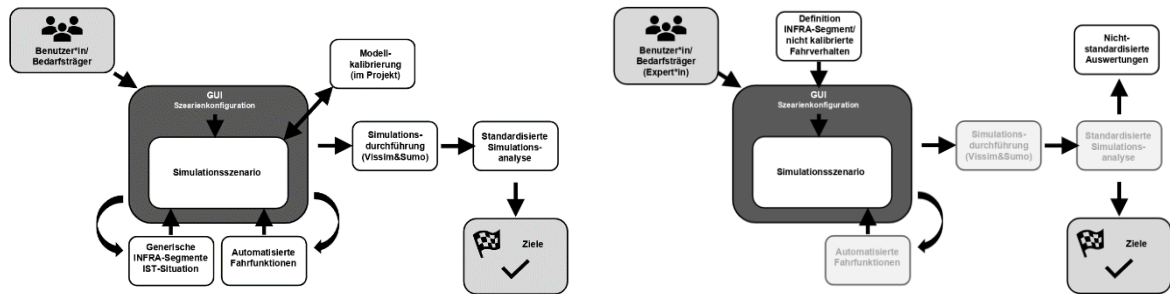 Benutzer*in/
Bedarfsträger
Modell-
kalibrierung
(im Projekt)
GUI
Szearienkonfiguration
Simulationsszenario
Simulations-
durchführung
(Vissim&Sumo)
Standardisierte
Simulations-
analyse
Generische
INFRA-Segmente
IST-Situation
Automatisierte
Fahrfunktionen
Ziele
Benutzer*in/
Bedarfsträger
(Expert*in)
Definition
INFRA-Segment/
nicht kalibrierte
Fahrverhalten
Nicht-
standardisierte
Auswertungen
GUI
Szearienkonfiguration
Simulationsszenario
Simulations-
durchführung
(Vissim&Sumo)
Standardisierte
Simulations-
analyse
Automatisierte
Fahrfunktionen
Ziele